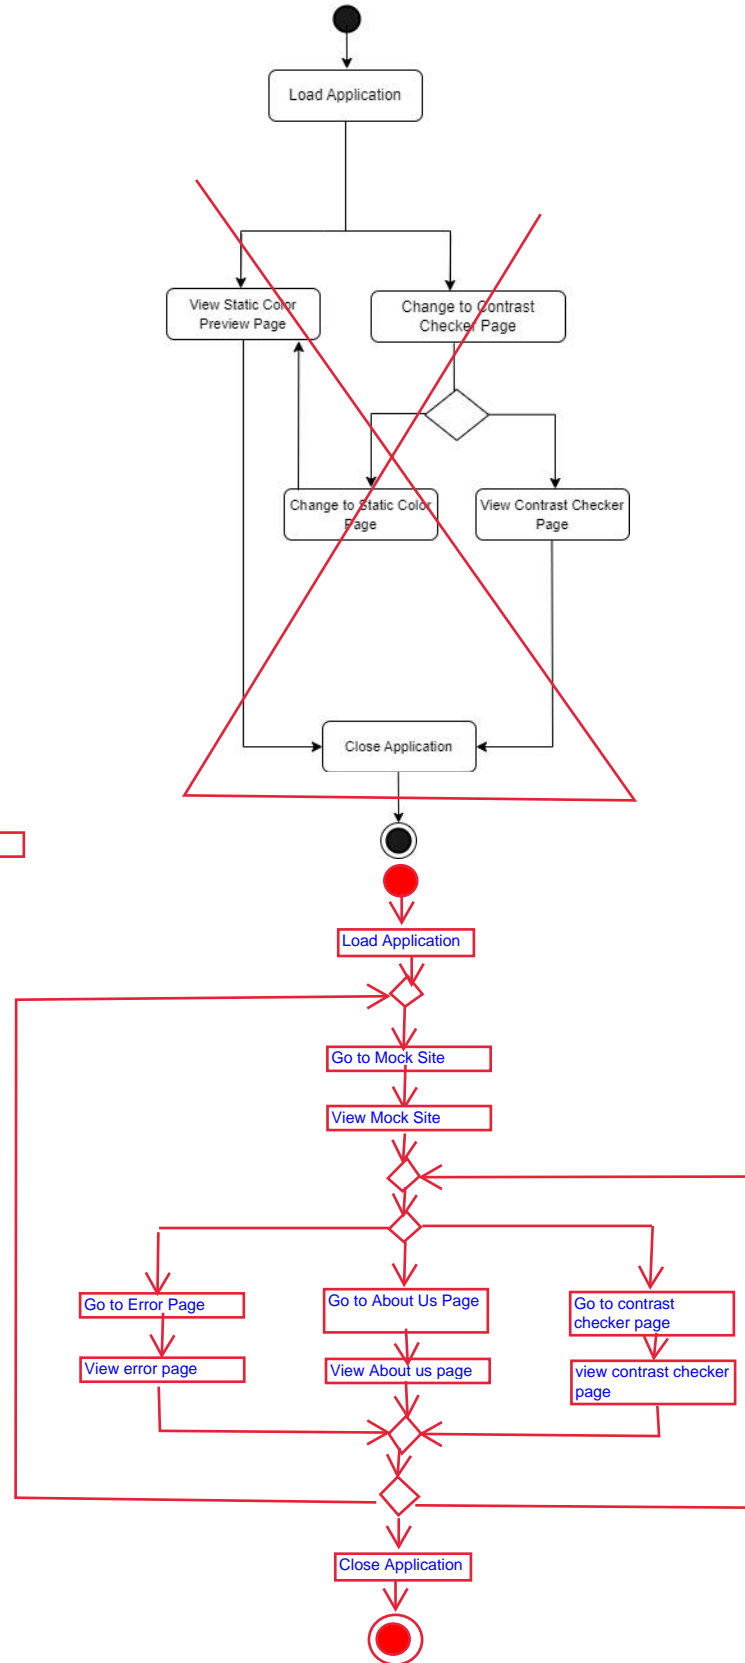 Load Application
View Static Color
Preview Page
Change to Contrast
Checker Page
Change to Static Color
Page
View Contrast Checker
Page
Close Application
Load Application
Go to Mock Site
View Mock Site
Go to Error Page
Go to About Us Page
Go to contrast
checker page
View error page
View About us page
view contrast checker
page
Close Application